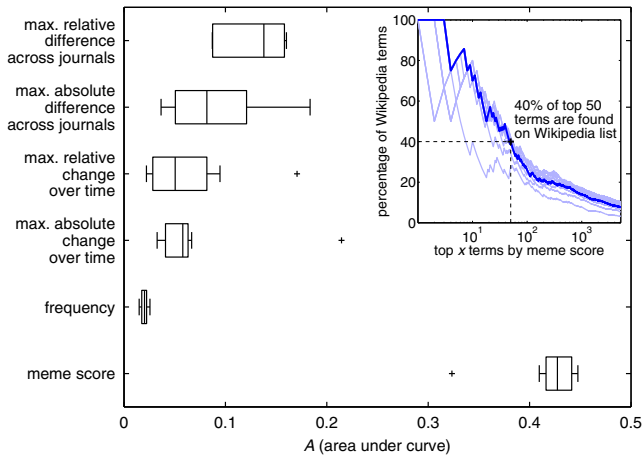 max. relative
difference
across journals
max. absolute
difference
across journals
max. relative
change
over time
max. absolute
change
over time
frequency
meme score
0 0.1 0.2 0.3 0.4 0.5
A (area under curve)
percentage of Wikipedia terms
100
80
60
40
20
0
40% of top 50
terms are found
on Wikipedia list
10¹ 10² 10³
top x terms by meme score